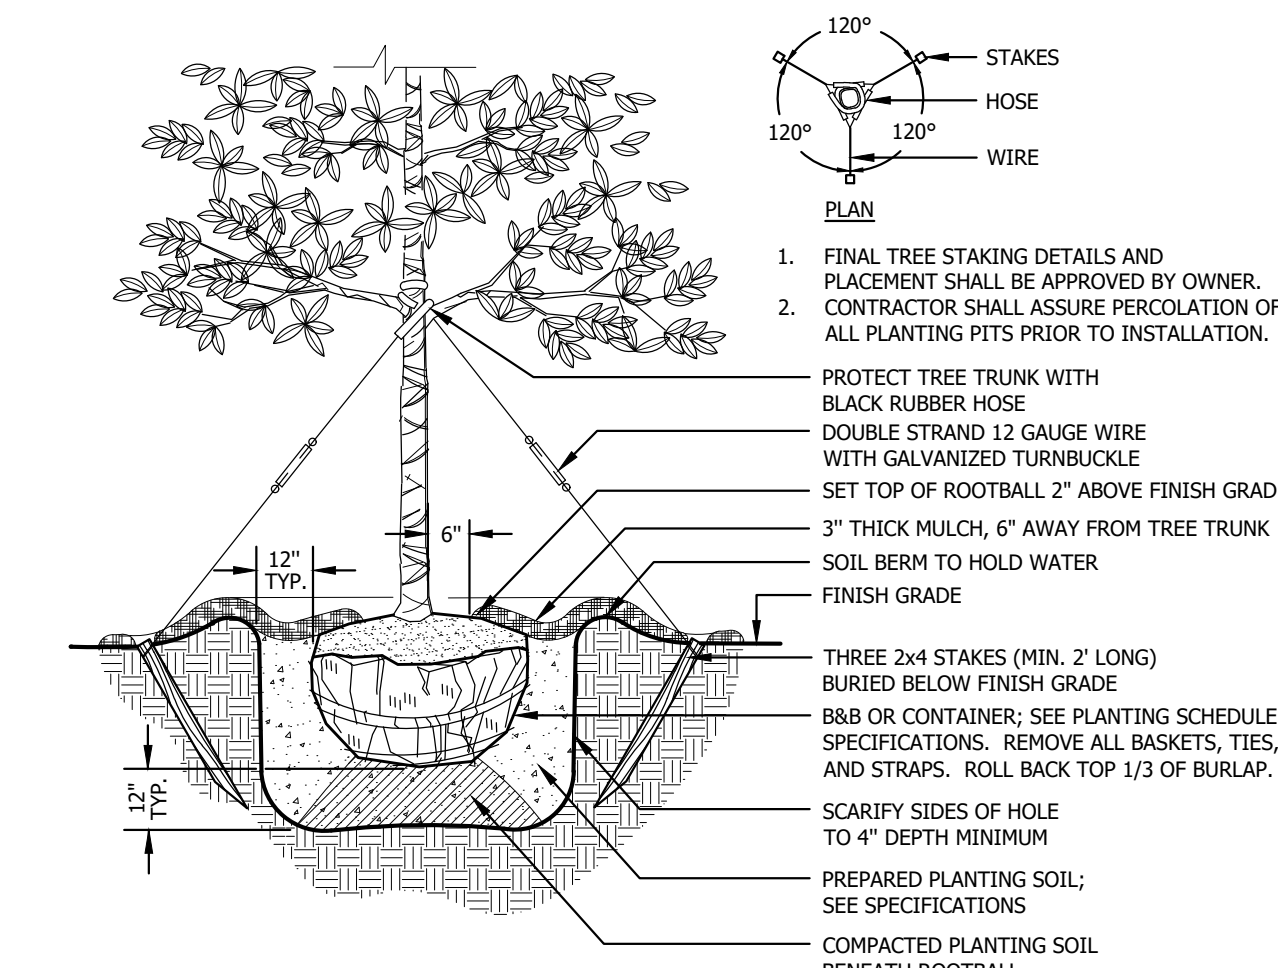 120°
STAKES
HOSE
120°
120°
WIRE
PLAN
1. FINAL TREE STAKING DETAILS AND
PLACEMENT SHALL BE APPROVED BY OWNER.
2. CONTRACTOR SHALL ASSURE PERCOLATION OF
ALL PLANTING PITS PRIOR TO INSTALLATION.
PROTECT TREE TRUNK WITH
BLACK RUBBER HOSE
DOUBLE STRAND 12 GAUGE WIRE
WITH GALVANIZED TURNBUCKLE
SET TOP OF ROOTBALL 2" ABOVE FINISH GRAD
3" THICK MULCH, 6" AWAY FROM TREE TRUNK
6"
12"
TYP.
SOIL BERM TO HOLD WATER
FINISH GRADE
THREE 2x4 STAKES (MIN. 2' LONG)
BURIED BELOW FINISH GRADE
B&B OR CONTAINER; SEE PLANTING SCHEDULE
SPECIFICATIONS. REMOVE ALL BASKETS, TIES,
AND STRAPS. ROLL BACK TOP 1/3 OF BURLAP.
12"
TYP.
SCARIFY SIDES OF HOLE
TO 4" DEPTH MINIMUM
PREPARED PLANTING SOIL;
SEE SPECIFICATIONS
COMPACTED PLANTING SOIL
BENEATH ROOTBALL